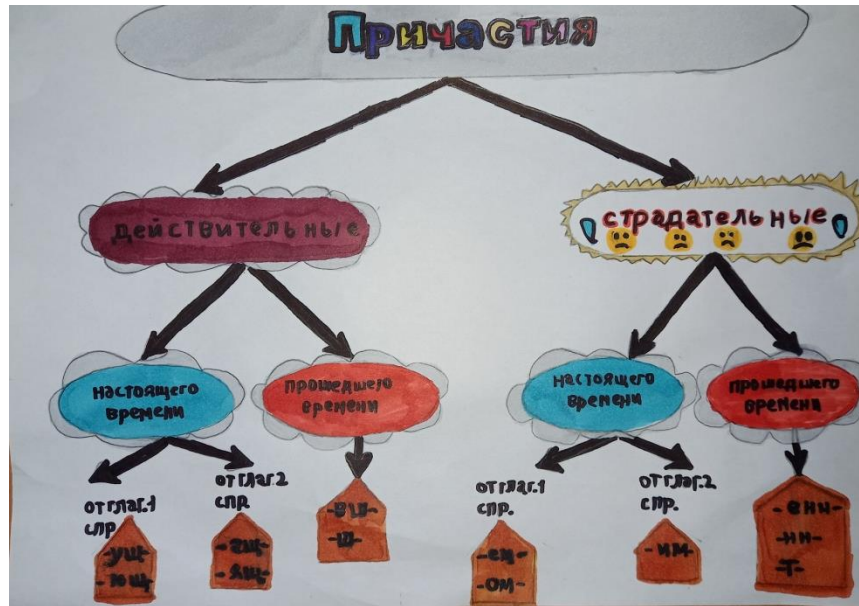 Причастия
действительные
страдательные
настоящего
времени
прошедшего
времени
настоящего
времени
прошедшего
времени
от глаг.1
спр.
-ущ-
-ющ-
от глаг.2
спр.
-ащ-
-ящ-
-вш-
-ш-
от глаг.1
спр.
-ем-
-ом-
от глаг.2
спр.
-им-
-енн-
-нн-
-т-